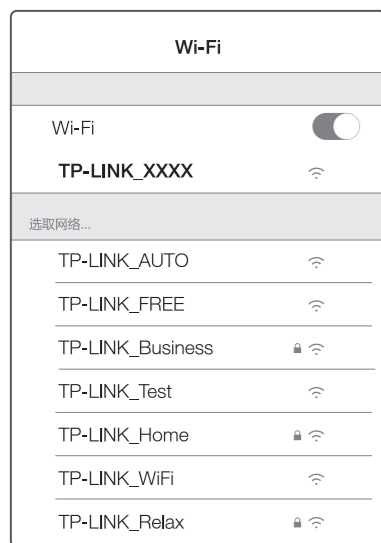 Wi-Fi
Wi-Fi
TP-LINK_XXXX
选取网络...
TP-LINK_AUTO
TP-LINK_FREE
TP-LINK_Business
TP-LINK_Test
TP-LINK_Home
TP-LINK_WiFi
TP-LINK_Relax